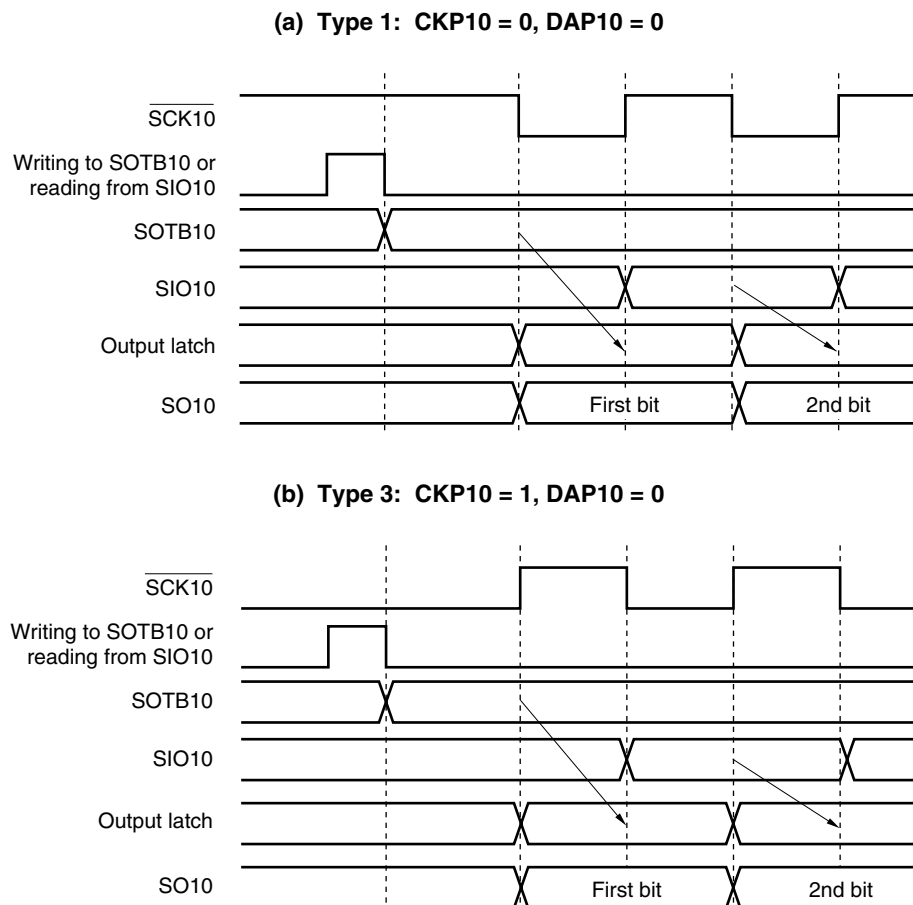 (a) Type 1: CKP10 = 0, DAP10 = 0
SCK10
Writing to SOTB10 or
reading from SIO10
SOTB10
SIO10
Output latch
SO10
First bit
2nd bit
(b) Type 3: CKP10 = 1, DAP10 = 0
SCK10
Writing to SOTB10 or
reading from SIO10
SOTB10
SIO10
Output latch
SO10
First bit
2nd bit